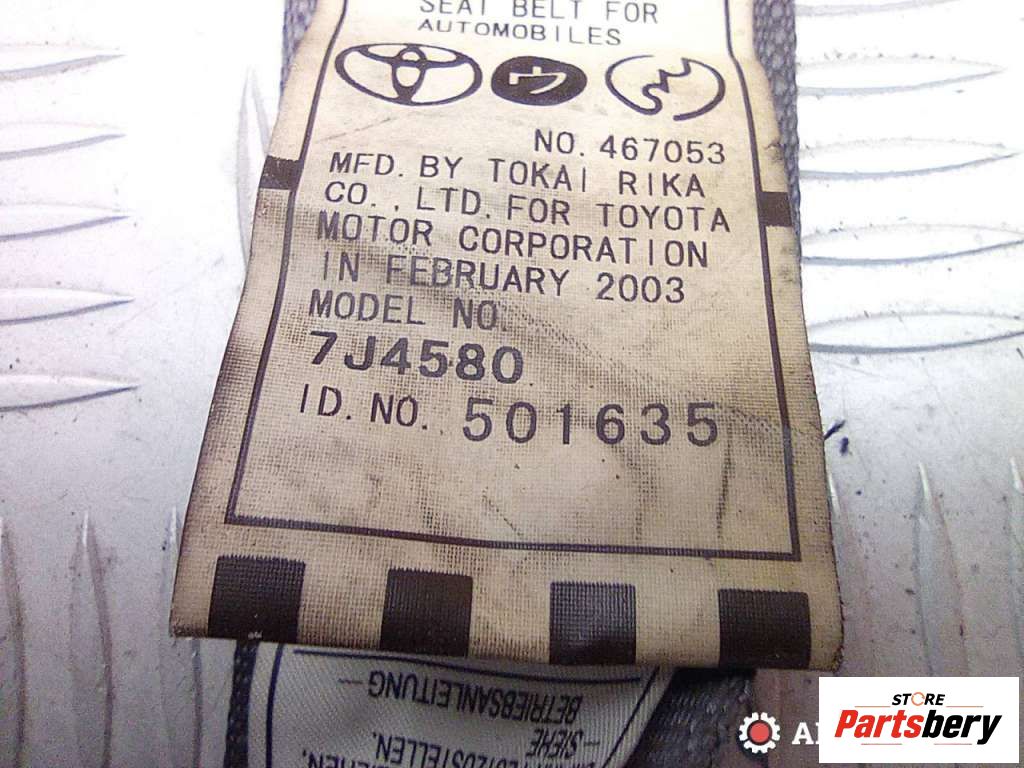 SEAT BELT FOR
AUTOMOBILES
NO. 467053
MFD. BY TOKAI RIKA
CO., LTD. FOR TOYOTA
MOTOR CORPORATION
IN FEBRUARY 2003
MODEL NO.
7J4580
ID. NO. 501635
BETRIEBSANLEITUNG—
—SIEHE
STORE
Partsbery